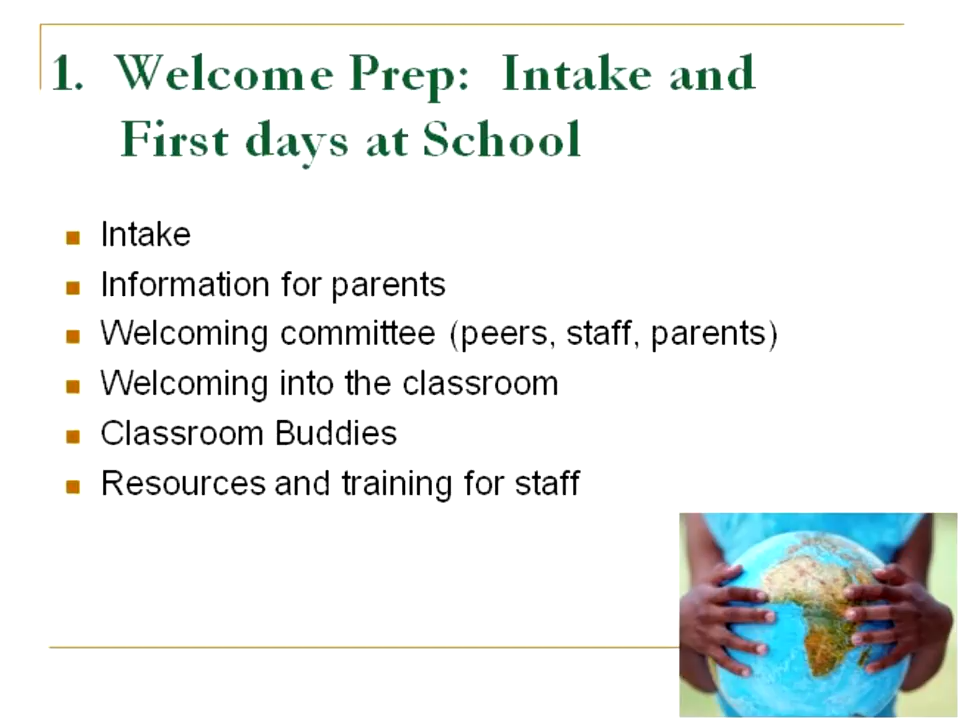 1. Welcome Prep: Intake and
First days at School
Intake
Information for parents
Welcoming committee (peers, staff, parents)
Welcoming into the classroom
Classroom Buddies
Resources and training for staff